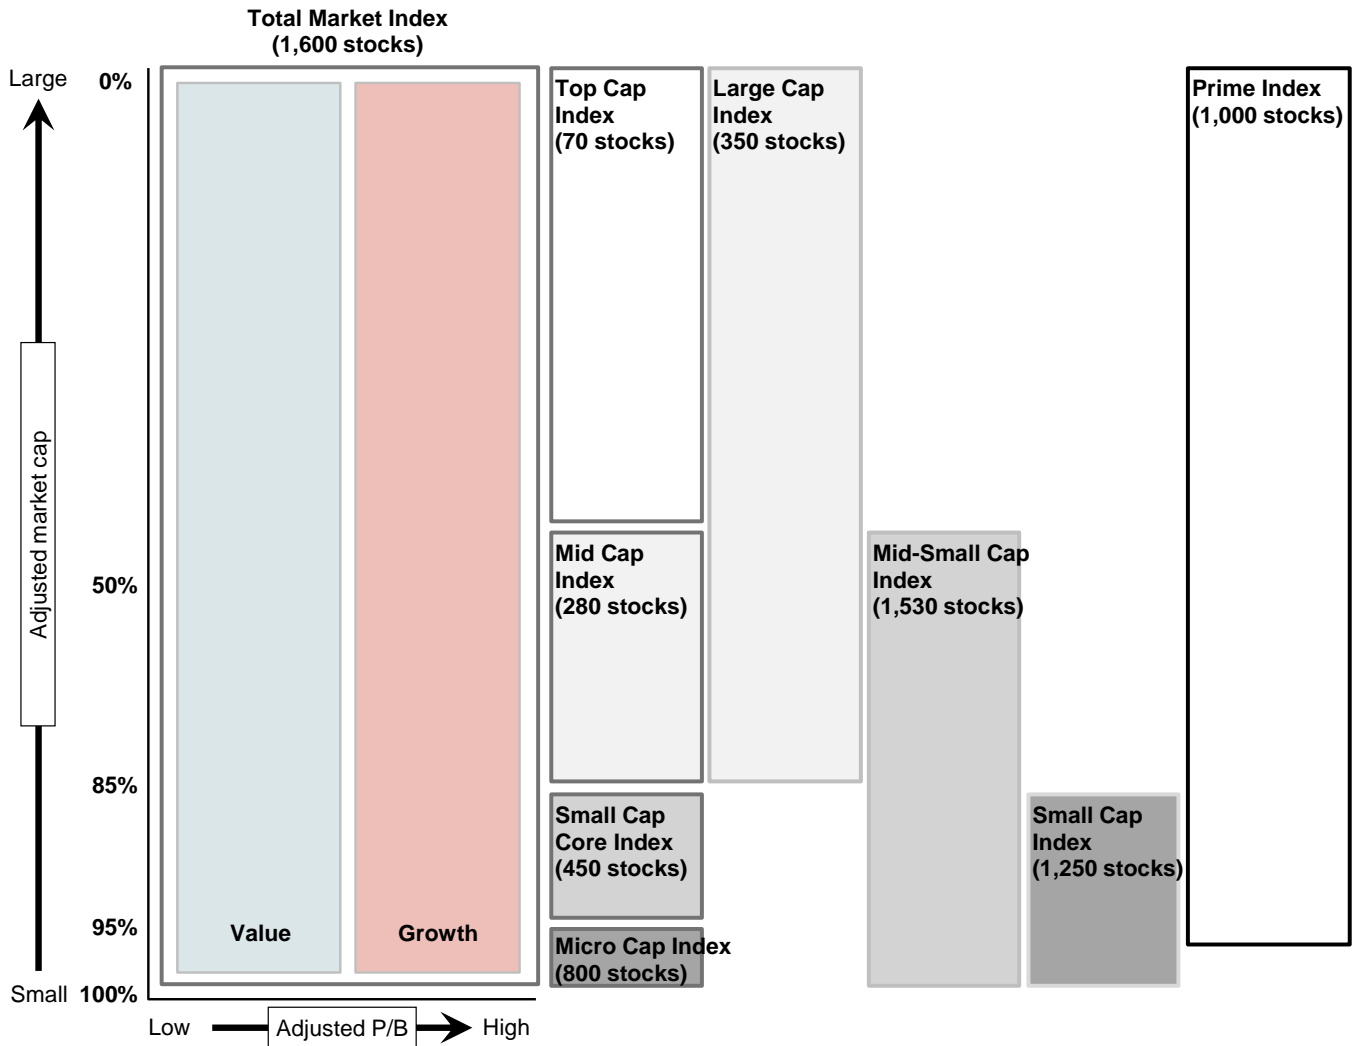 Total Market Index
(1,600 stocks)
Large
0%
Top Cap
Index
(70 stocks)
Large Cap
Index
(350 stocks)
Prime Index
(1,000 stocks)
Adjusted market cap
50%
Mid Cap
Index
(280 stocks)
Mid-Small Cap
Index
(1,530 stocks)
85%
Small Cap
Core Index
(450 stocks)
Small Cap
Index
(1,250 stocks)
95%
Value
Growth
Micro Cap Index
(800 stocks)
Small
100%
Low
Adjusted P/B
High